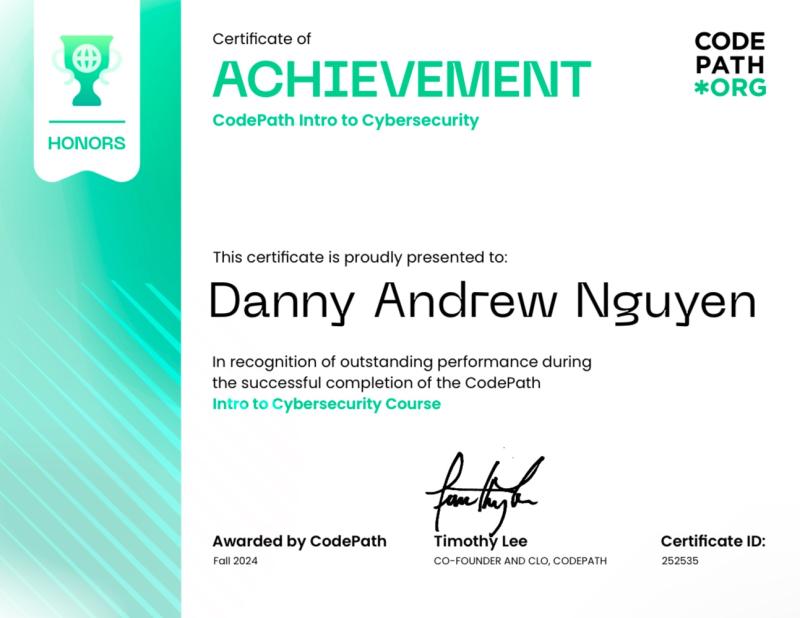 HONORS
Certificate of
ACHIEVEMENT
CodePath Intro to Cybersecurity
CODE
PATH
*ORG
This certificate is proudly presented to:
Danny Andrew Nguyen
In recognition of outstanding performance during
the successful completion of the CodePath
Intro to Cybersecurity Course
Awarded by CodePath
Fall 2024
Timothy Lee
CO-FOUNDER AND CLO, CODEPATH
Certificate ID:
252535